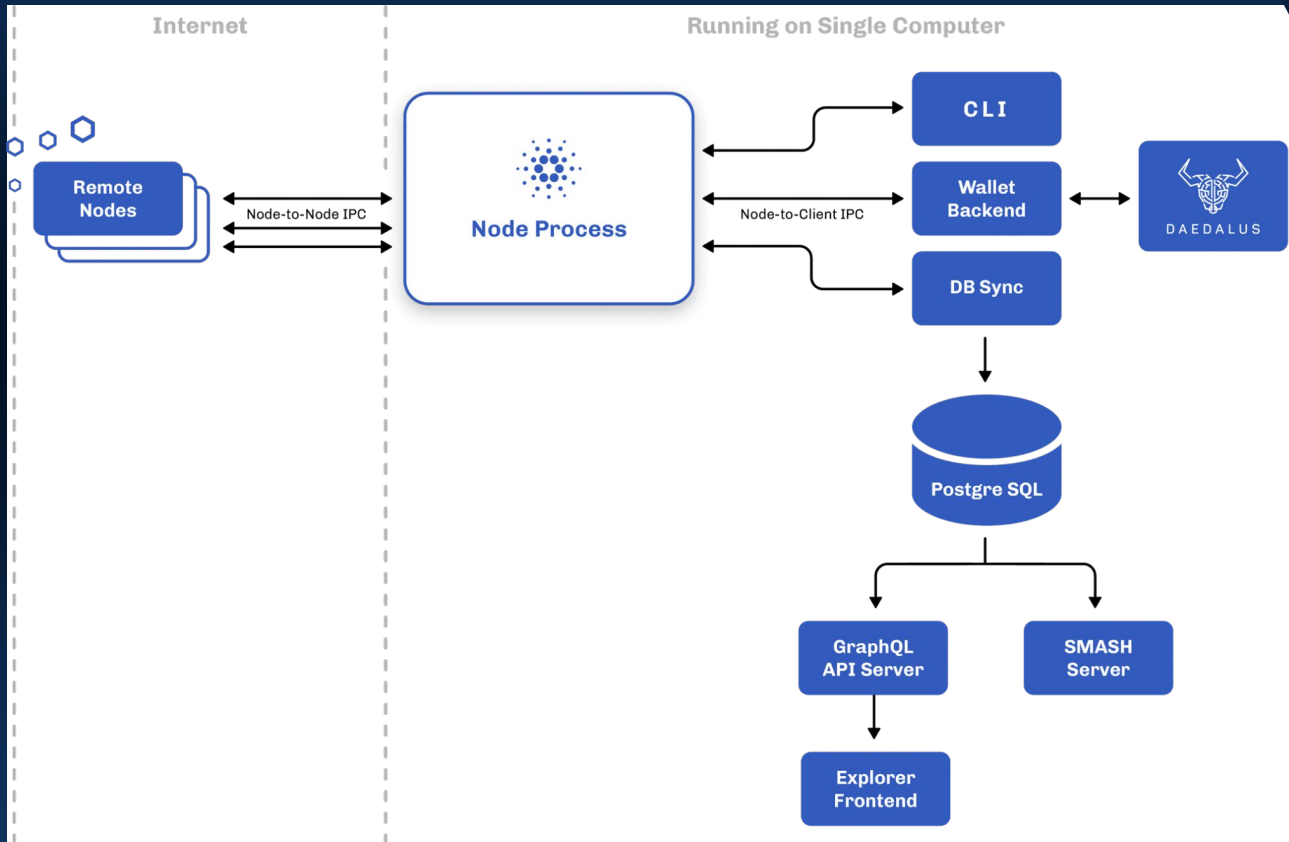 Internet
Running on Single Computer
CLI
Remote
Nodes
Node-to-Node IPC
Node Process
Node-to-Client IPC
Wallet
Backend
DAEDALUS
DB Sync
Postgre SQL
GraphQL
API Server
SMASH
Server
Explorer
Frontend